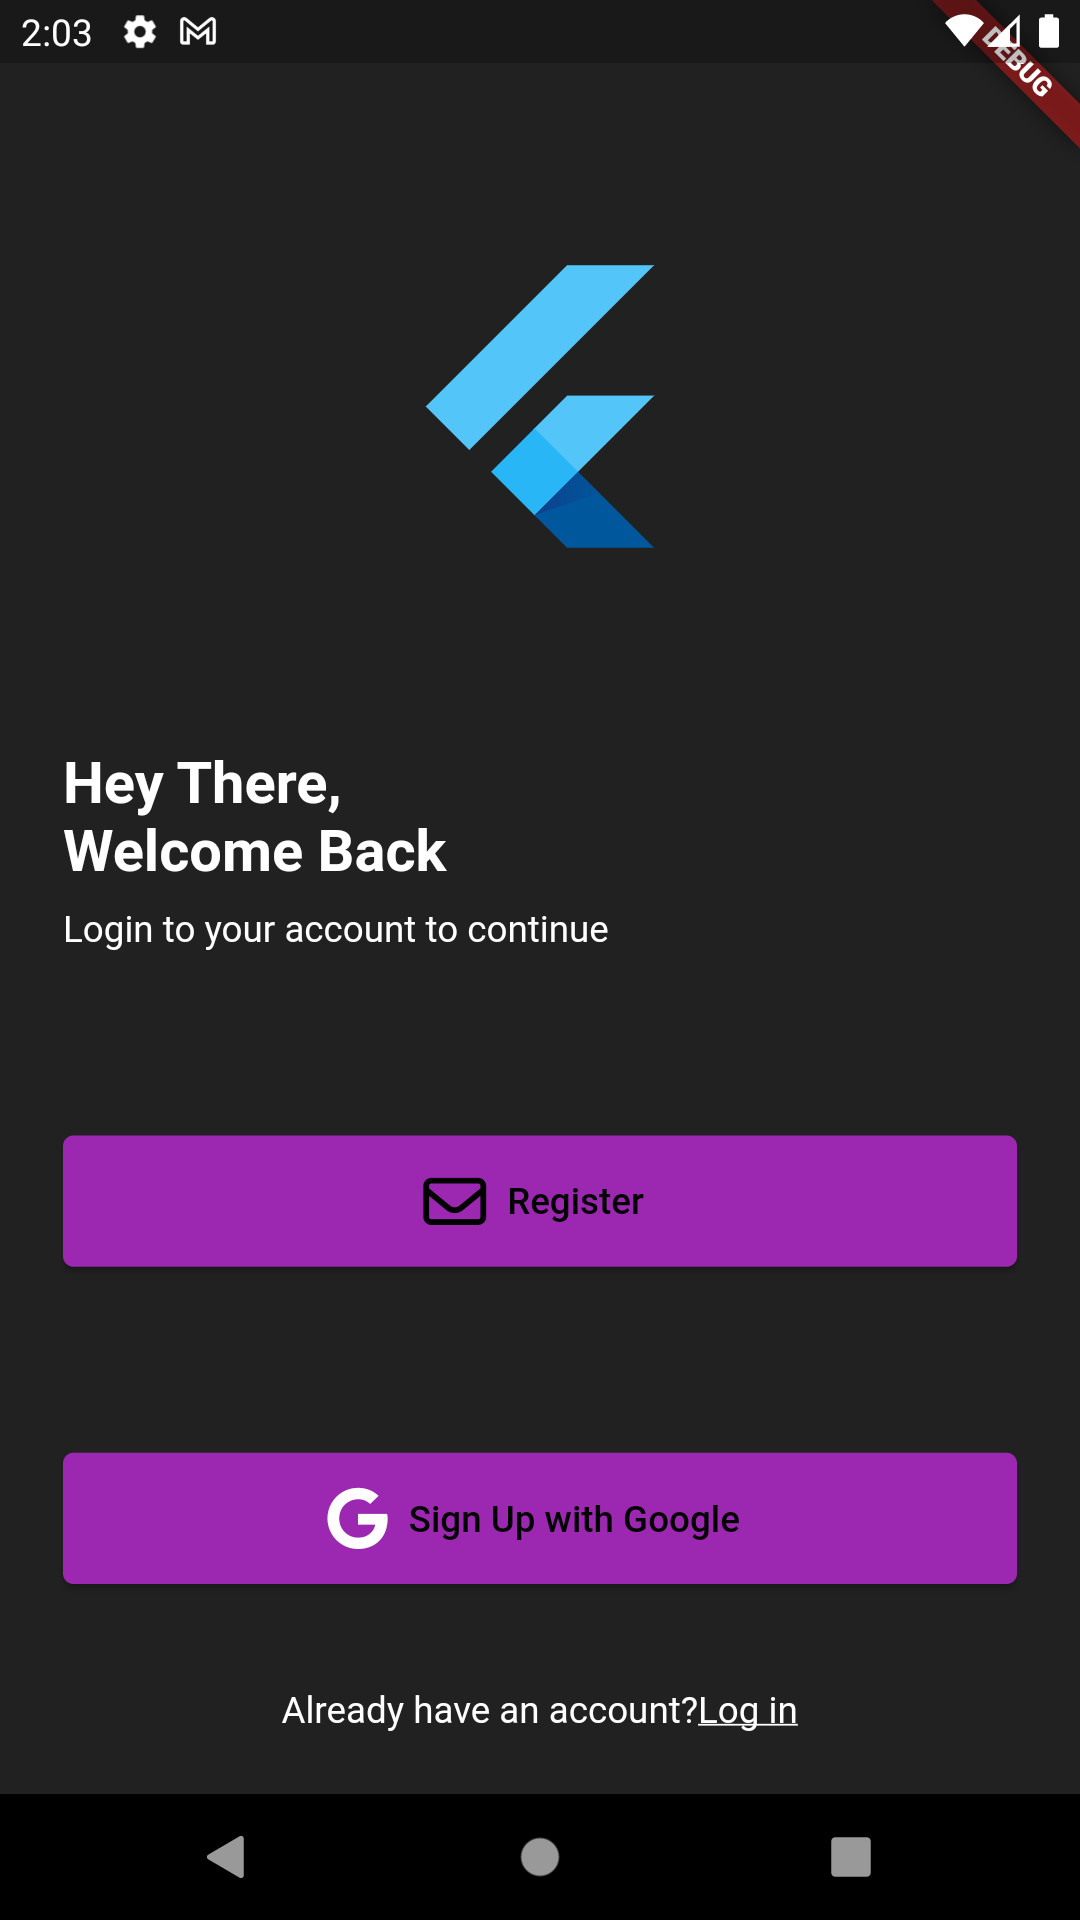 2:03
DEBUG
Hey There,
Welcome Back
Login to your account to continue
Register
Sign Up with Google
Already have an account?Log in